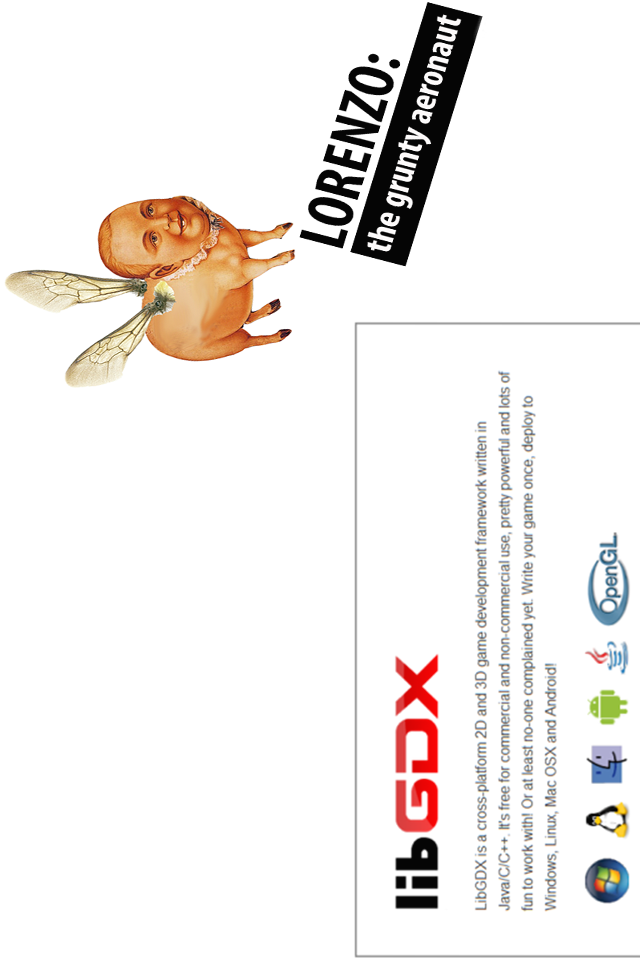 LORENZO:
the grunty aeronaut
libGDX
LibGDX is a cross-platform 2D and 3D game development framework written in
Java/C/C++. It's free for commercial and non-commercial use, pretty powerful and lots of
fun to work with! Or at least no-one complained yet. Write your game once, deploy to
Windows, Linux, Mac OSX and Android!
OpenGL